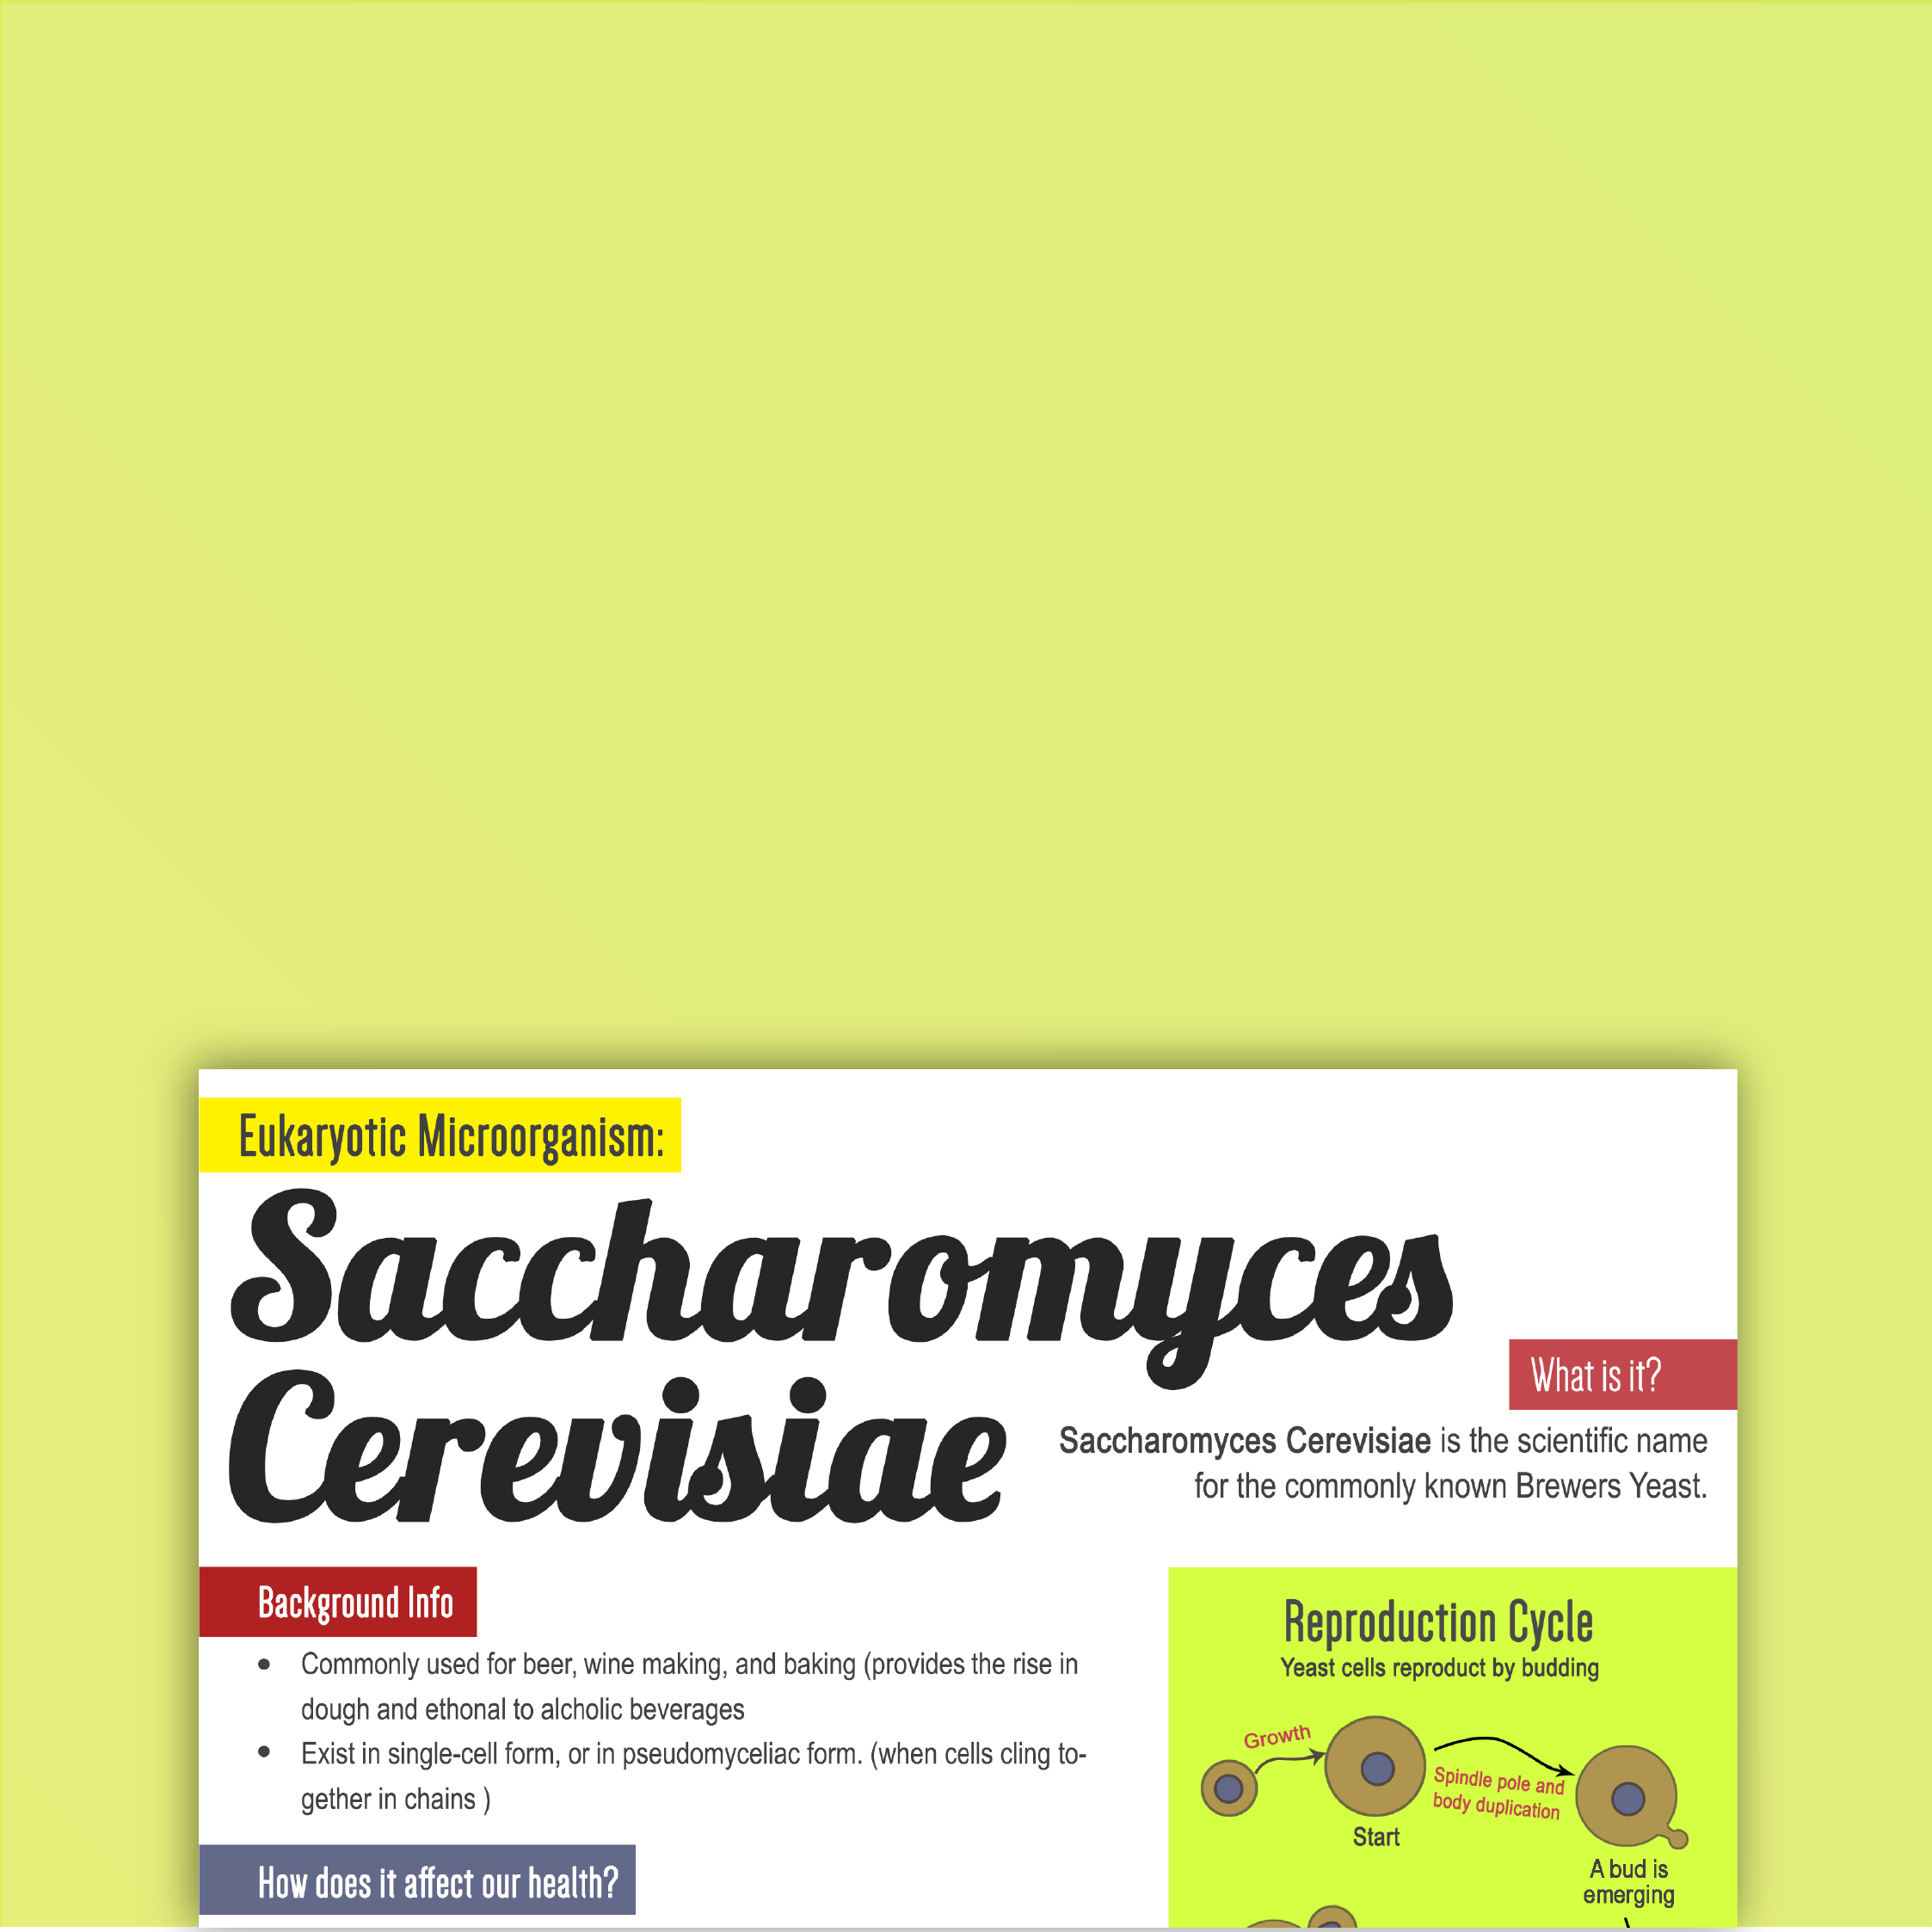 Eukaryotic Microorganism:
Saccharomyces
Cerevisiae
What is it?
Saccharomyces Cerevisiae is the scientific name
for the commonly known Brewers Yeast.
Background Info
• Commonly used for beer, wine making, and baking (provides the rise in
dough and ethonal to alcholic beverages
• Exist in single-cell form, or in pseudomyceliac form. (when cells cling to-
gether in chains )
How does it affect our health?
Reproduction Cycle
Yeast cells reproduct by budding
Growth
Start
Spindle pole and
body duplication
A bud is
emerging